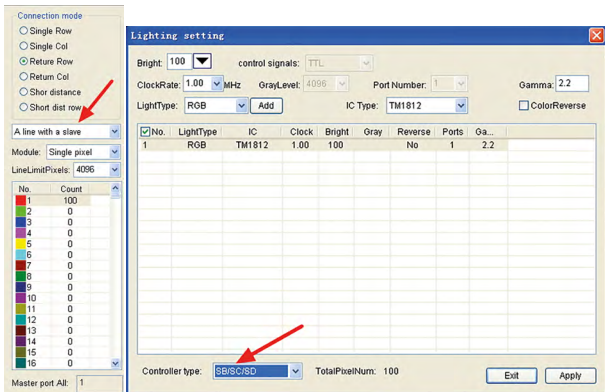 Connection mode
Single Row
Single Col
Reture Row
Return Col
Shor distance
Short dist row
A line with a slave
Module: Single pixel
LineLimitPixels: 4096
No. Count
1 100
2 0
3 0
4 0
5 0
6 0
7 0
8 0
9 0
10 0
11 0
12 0
13 0
14 0
15 0
16 0
Master port All: 1
Lighting setting
Bright: 100 control signals: TTL
ClockRate: 1.00 MHz GrayLevel: 4096 Port Number: 1 Gamma: 2.2
LightType: RGB Add IC Type: TM1812 ColorReverse
No. LightType IC Clock Bright Gray Reverse Ports Ga...
1 RGB TM1812 1.00 100 No 1 2.2
Controller type: SB/SC/SD TotalPixelNum: 100 Exit Apply